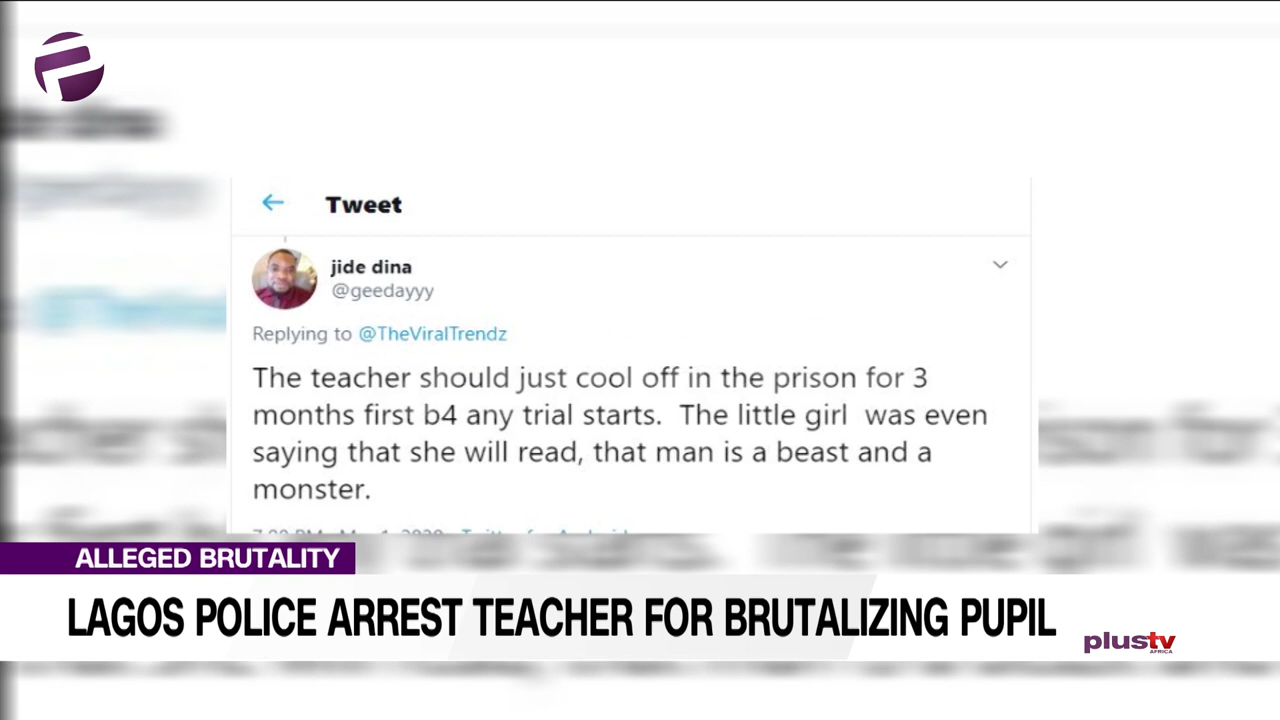 Tweet
jide dina
@geedayyy
Replying to @TheViralTrendz
The teacher should just cool off in the prison for 3
months first b4 any trial starts. The little girl was even
saying that she will read, that man is a beast and a
monster.
ALLEGED BRUTALITY
LAGOS POLICE ARREST TEACHER FOR BRUTALIZING PUPIL
plustv
AFRICA